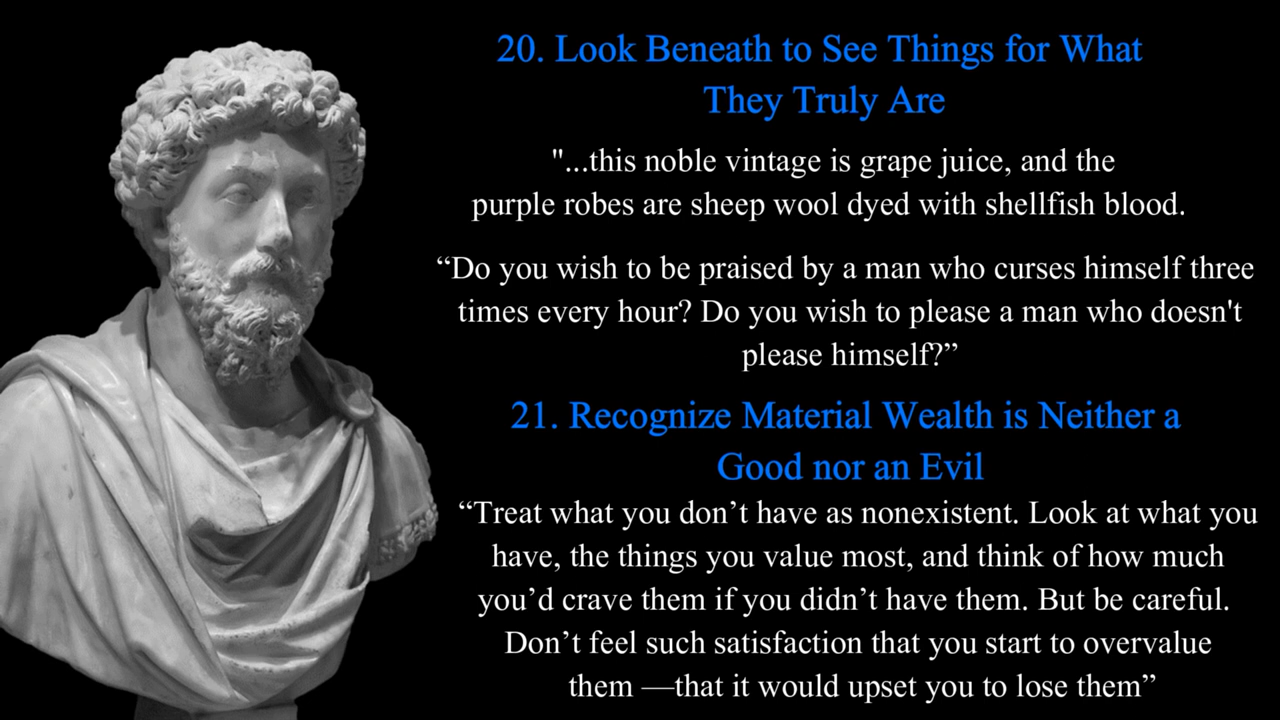 20. Look Beneath to See Things for What
They Truly Are
"...this noble vintage is grape juice, and the
purple robes are sheep wool dyed with shellfish blood.
“Do you wish to be praised by a man who curses himself three
times every hour? Do you wish to please a man who doesn't
please himself?”
21. Recognize Material Wealth is Neither a
Good nor an Evil
“Treat what you don’t have as nonexistent. Look at what you
have, the things you value most, and think of how much
you’d crave them if you didn’t have them. But be careful.
Don’t feel such satisfaction that you start to overvalue
them —that it would upset you to lose them”